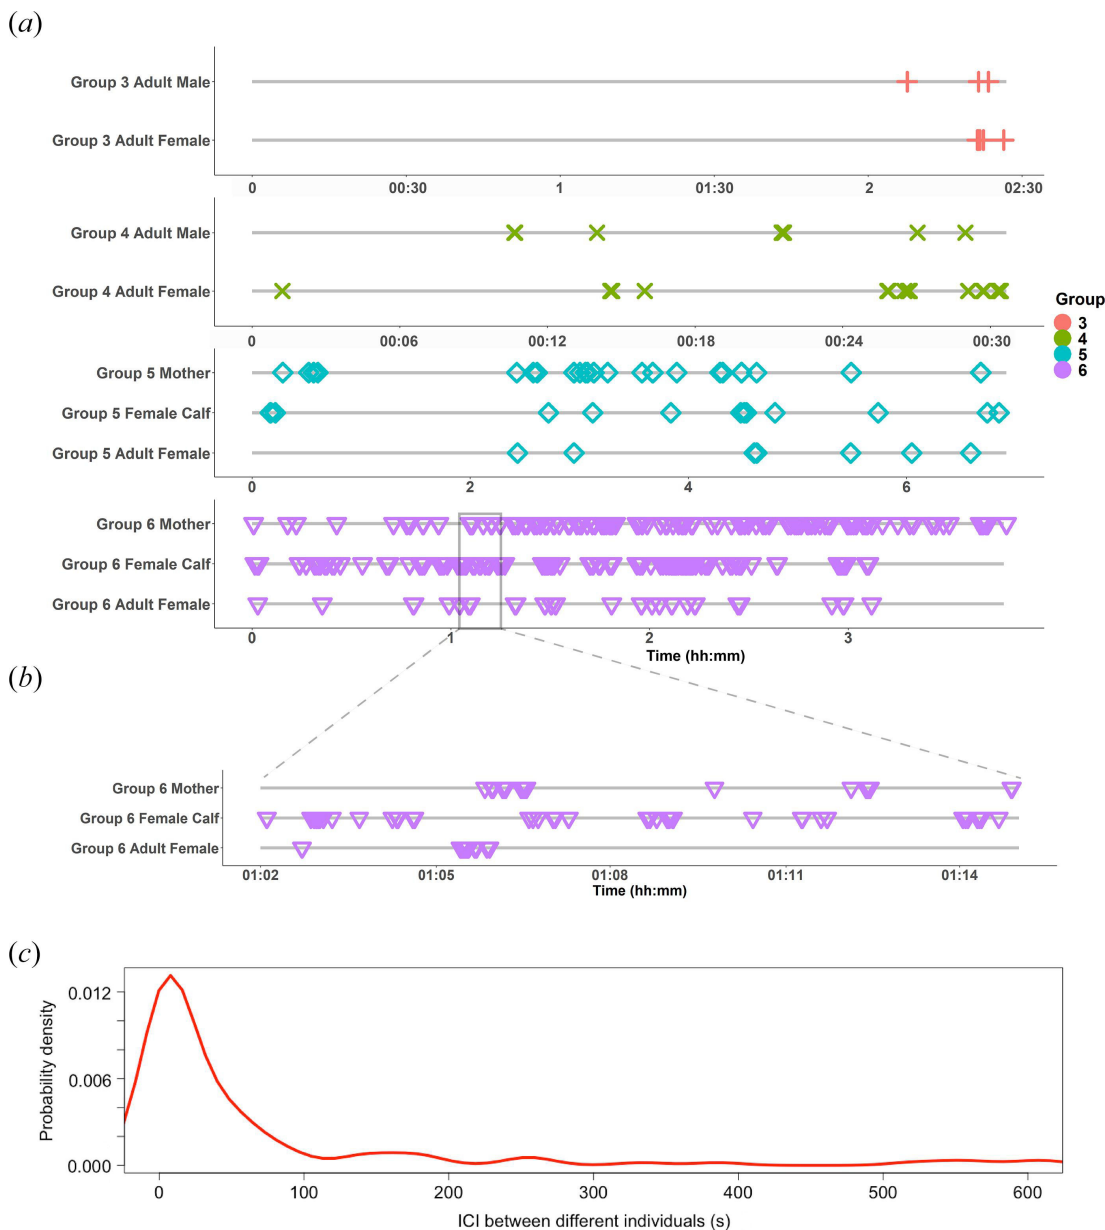 (a)
Group 3 Adult Male
Group 3 Adult Female
0 00:30 1 01:30 2 02:30
Group 4 Adult Male
Group 4 Adult Female
0 00:06 00:12 00:18 00:24 00:30
Group
3
4
5
6
Group 5 Mother
Group 5 Female Calf
Group 5 Adult Female
0 2 4 6
Group 6 Mother
Group 6 Female Calf
Group 6 Adult Female
0 1 2 3
Time (hh:mm)
(b)
Group 6 Mother
Group 6 Female Calf
Group 6 Adult Female
01:02 01:05 01:08 01:11 01:14
Time (hh:mm)
(c)
Probability density
0.012
0.006
0.000
0 100 200 300 400 500 600
ICI between different individuals (s)